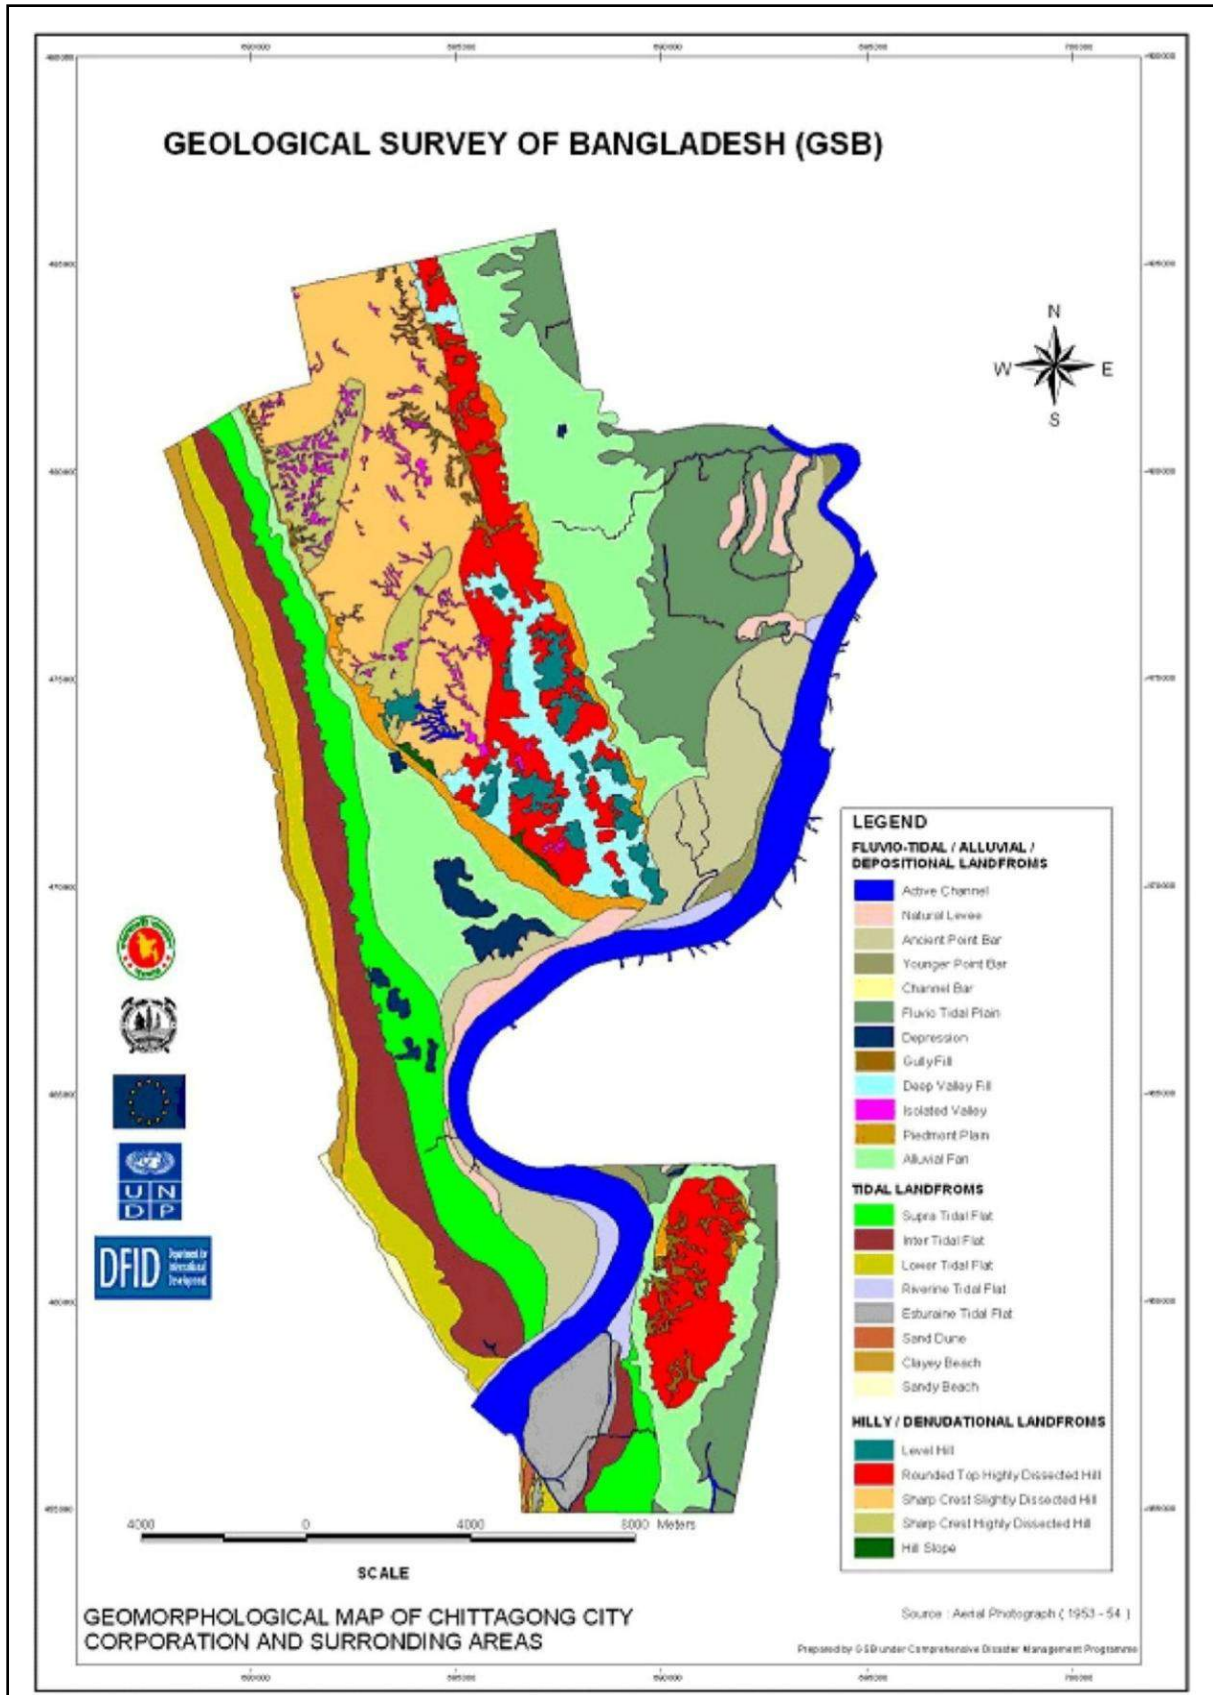 GEOLOGICAL SURVEY OF BANGLADESH (GSB)
N
W E
S
LEGEND
FLUVIO-TIDAL / ALLUVIAL /
DEPOSITIONAL LANDFROMS
Active Channel
Natural Levee
Ancient Point Bar
Younger Point Bar
Channel Bar
Fluvio Tidal Plain
Depression
Gully Fill
Deep Valley Fill
Isolated Valley
Piedmont Plain
Alluvial Fan
TIDAL LANDFROMS
Supra Tidal Flat
Inter Tidal Flat
Lower Tidal Flat
Riverine Tidal Flat
Esturaine Tidal Flat
Sand Dune
Clayey Beach
Sandy Beach
HILLY / DENUDATIONAL LANDFROMS
Level Hill
Rounded Top Highly Dissected Hill
Sharp Crest Slightly Dissected Hill
Sharp Crest Highly Dissected Hill
Hill Slope
U N
D P
DFID
Department for
International
Development
4000 0 4000 8000 Meters
SCALE
GEOMORPHOLOGICAL MAP OF CHITTAGONG CITY
CORPORATION AND SURRONDING AREAS
Source : Aerial Photograph ( 1953 - 54 )
Prepared by GSB under Comprehensive Disaster Management Programme